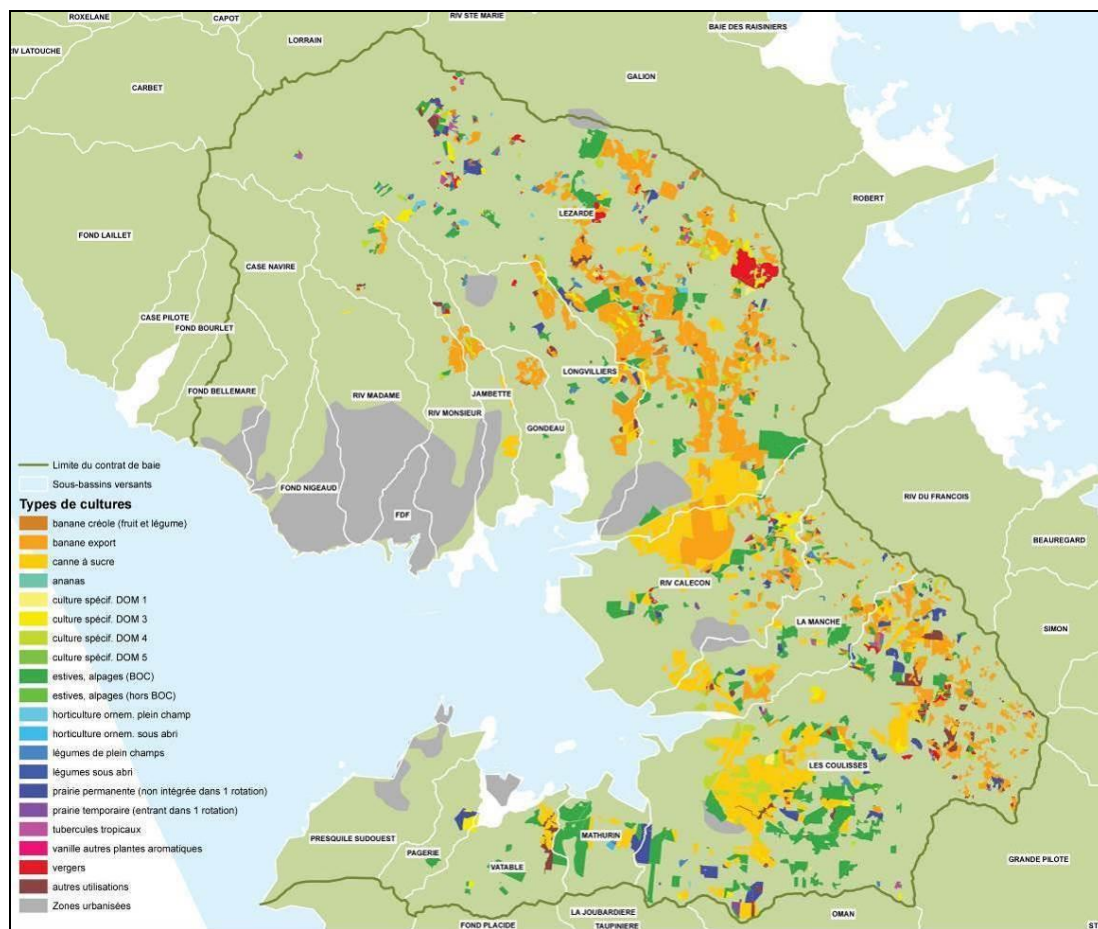 ROXELANE
CAPOT
RIV STE MARIE
BAIE DES RAISINIERS
LORRAIN
RIV LATOUCHE
GALION
CARBET
ROBERT
LEZARDE
FOND LAILLET
CASE NAVIRE
CASE PILOTE
FOND BOURLET
LONGVILLIERS
FOND BELLEMARE
RIV MADAME
JAMBETTE
RIV MONSIEUR
GONDEAU
Limite du contrat de baie
Sous-bassins versants
FOND NIGEAUD
RIV DU FRANCOIS
Types de cultures
FDF
BEAUREGARD
banane créole (fruit et légume)
banane export
canne à sucre
ananas
RIV CALECON
culture spécif. DOM 1
culture spécif. DOM 3
LA MANCHE
SIMON
culture spécif. DOM 4
culture spécif. DOM 5
estives, alpages (BOC)
estives, alpages (hors BOC)
horticulture ornem. plein champ
horticulture ornem. sous abri
légumes de plein champs
LES COULISSES
légumes sous abri
prairie permanente (non intégrée dans 1 rotation)
prairie temporaire (entrant dans 1 rotation)
tubercules tropicaux
PRESQUILE SUDOUEST
MATHURIN
vanille autres plantes aromatiques
PAGERIE
GRANDE PILOTE
vergers
VATABLE
autres utilisations
Zones urbanisées
LA JOUBARDIERE
OMAN
FOND PLACIDE
TAUPINIERE
ST